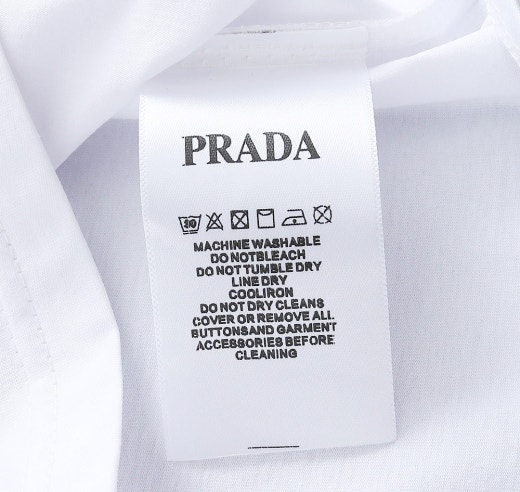 PRADA
30
MACHINE WASHABLE
DO NOTBLEACH
DO NOT TUMBLE DRY
LINE DRY
COOLIRON
DO NOT DRY CLEANS
COVER OR REMOVE ALL
BUTTONSAND GARMENT
ACCESSORIES BEFORE
CLEANING